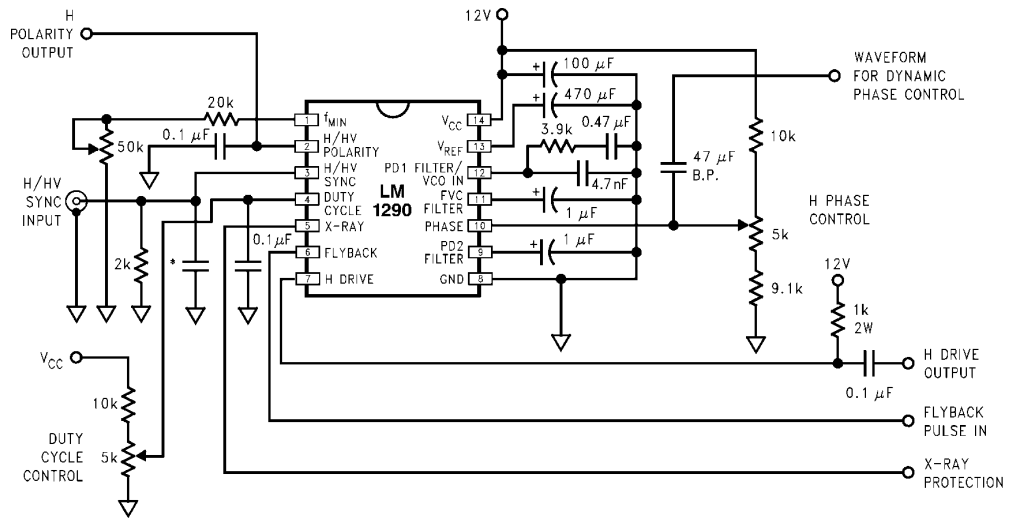 H
POLARITY
OUTPUT
12V
+
100 µF
WAVEFORM
FOR DYNAMIC
PHASE CONTROL
+
470 µF
20k
50k
0.1 µF
3.9k
0.47 µF
10k
1
fMIN
VCC
14
2
H/HV
POLARITY
VREF
13
3
H/HV
SYNC
PD1 FILTER/
VCO IN
12
4
DUTY
CYCLE
LM
1290
FVC
FILTER
11
5
X-RAY
PHASE
10
6
FLYBACK
PD2
FILTER
9
7
H DRIVE
GND
8
4.7nF
47 µF
B.P.
+
1 µF
+
1 µF
H/HV
SYNC
INPUT
H PHASE
CONTROL
5k
2k
*
0.1µF
9.1k
12V
1k
2W
VCC
H DRIVE
OUTPUT
0.1 µF
10k
FLYBACK
PULSE IN
DUTY
CYCLE
CONTROL
5k
X-RAY
PROTECTION